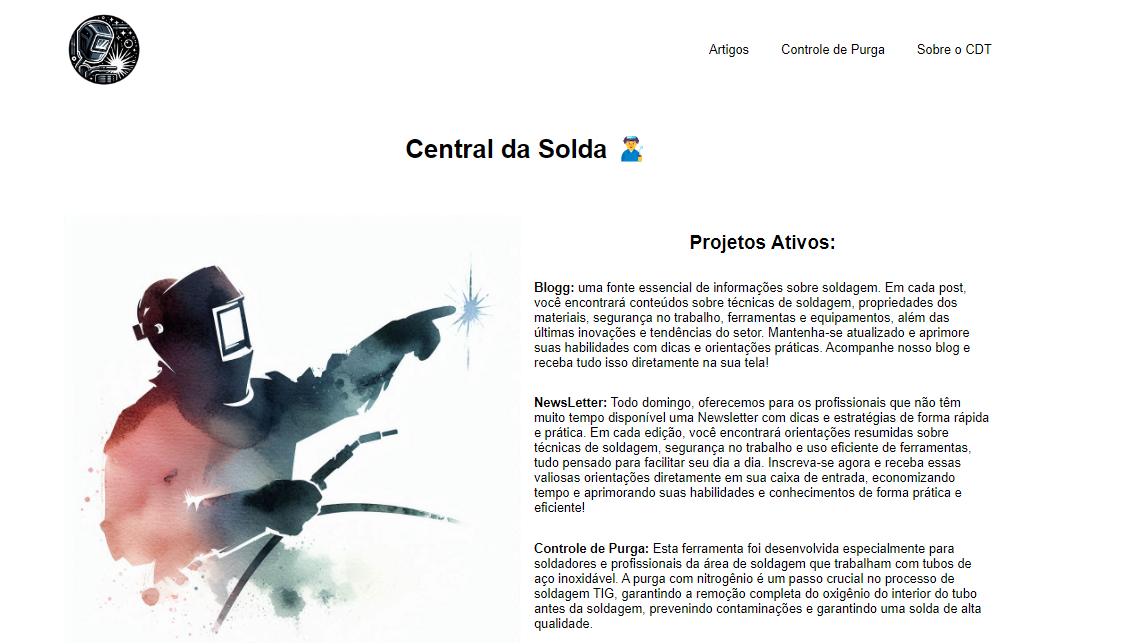 Artigos Controle de Purga Sobre o CDT
Central da Solda
Projetos Ativos:
Blogg: uma fonte essencial de informações sobre soldagem. Em cada post,
você encontrará conteúdos sobre técnicas de soldagem, propriedades dos
materiais, segurança no trabalho, ferramentas e equipamentos, além das
últimas inovações e tendências do setor. Mantenha-se atualizado e aprimore
suas habilidades com dicas e orientações práticas. Acompanhe nosso blog e
receba tudo isso diretamente na sua tela!
NewsLetter: Todo domingo, oferecemos para os profissionais que não têm
muito tempo disponível uma Newsletter com dicas e estratégias de forma rápida
e prática. Em cada edição, você encontrará orientações resumidas sobre
técnicas de soldagem, segurança no trabalho e uso eficiente de ferramentas,
tudo pensado para facilitar seu dia a dia. Inscreva-se agora e receba essas
valiosas orientações diretamente em sua caixa de entrada, economizando
tempo e aprimorando suas habilidades e conhecimentos de forma prática e
eficiente!
Controle de Purga: Esta ferramenta foi desenvolvida especialmente para
soldadores e profissionais da área de soldagem que trabalham com tubos de
aço inoxidável. A purga com nitrogênio é um passo crucial no processo de
soldagem TIG, garantindo a remoção completa do oxigênio do interior do tubo
antes da soldagem, prevenindo contaminações e garantindo uma solda de alta
qualidade.